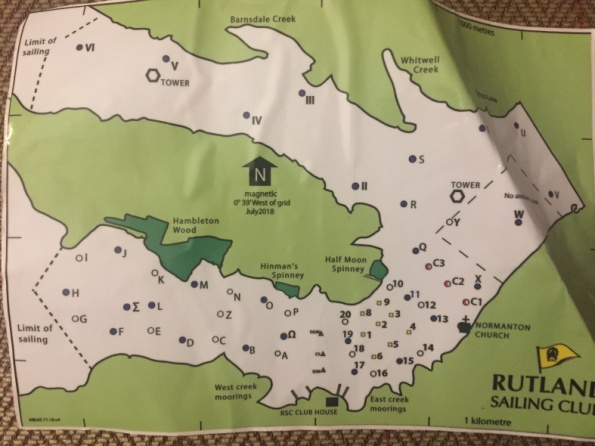 Barnsdale Creek
1000 metres
Limit of
sailing
VI
V
TOWER
Whitwell
Creek
III
IV
U
S
N
magnetic
0° 39' West of grid
July 2018
II
TOWER
V
R
No
W
Y
Hambleton
Wood
Half Moon
Spinney
Q
I
J
C3
Hinman's
Spinney
K
M
10
C2
X
H
N
O
9
11
12
C1
Σ
L
Z
P
20
8
3
13
G
2
NORMANTON
CHURCH
Limit of
sailing
F
E
Ω
19
1
4
D
C
B
A
18
5
14
6
15
17
16
West creek
moorings
East creek
moorings
RSC CLUB HOUSE
RUTLAND
SAILING CLUB
1 kilometre